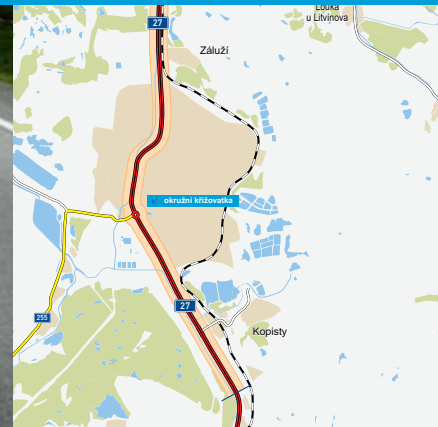 Louka
u Litvínova
27
Záluží
okružní křižovatka
27
255
Kopisty